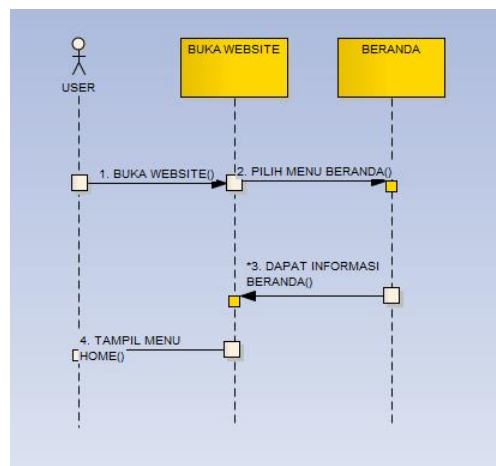 BUKA WEBSITE
BERANDA
USER
1. BUKA WEBSITE()
2. PILIH MENU BERANDA()
*3. DAPAT INFORMASI
BERANDA()
4. TAMPIL MENU
HOME()